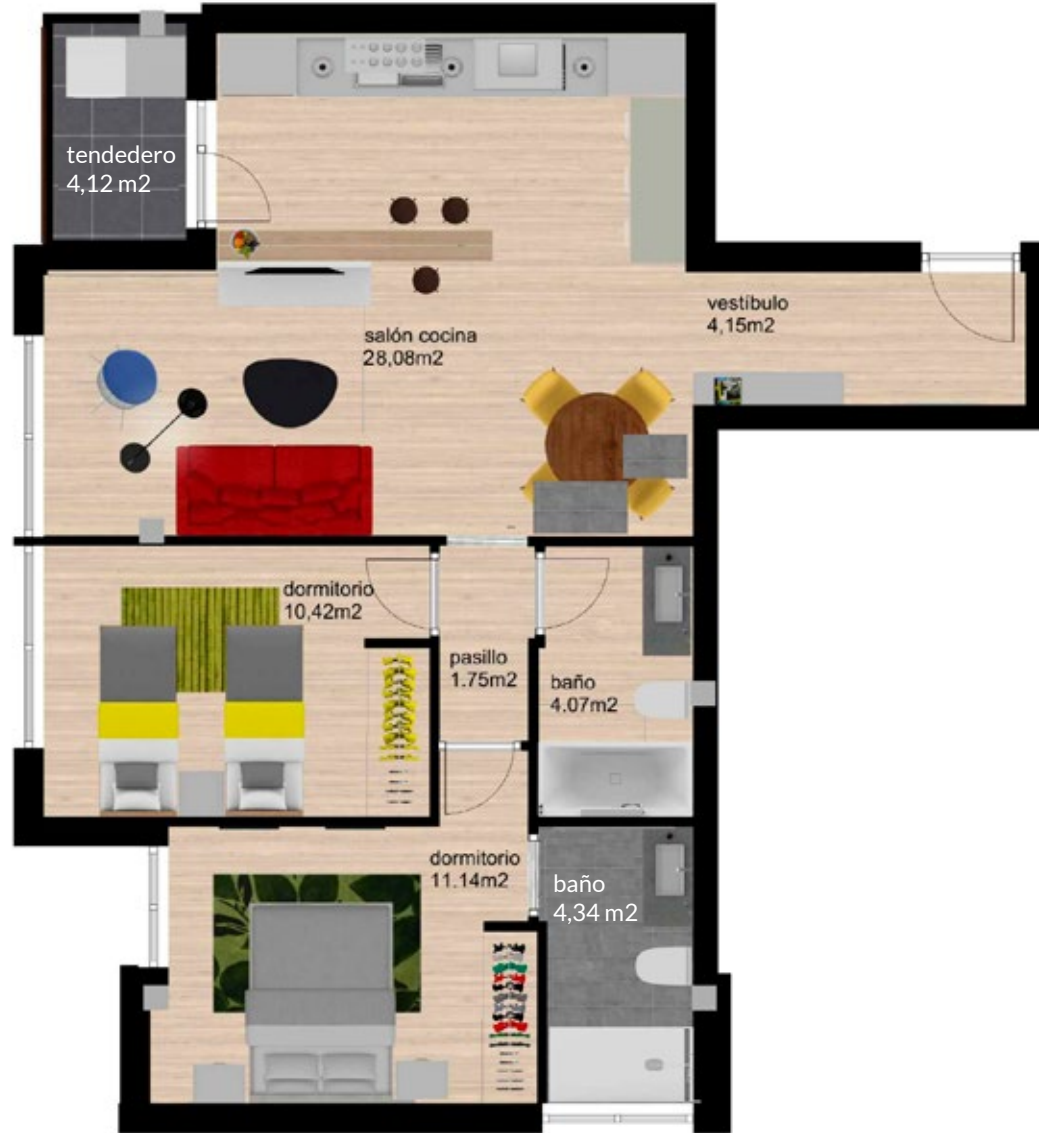 tendedero
4,12 m2
vestíbulo
4,15m2
salón cocina
28,08m2
dormitorio
10,42m2
pasillo
1.75m2
baño
4.07m2
dormitorio
11.14m2
baño
4,34 m2